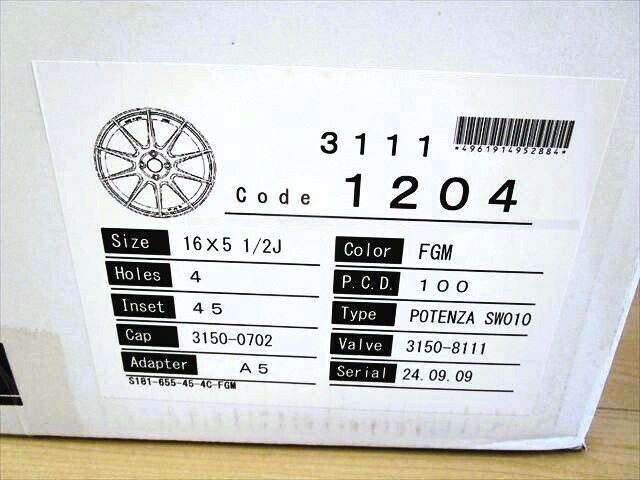 3111
*4961914952884*
Code 1204
Size 16×5 1/2J
Color FGM
Holes 4
P.C.D. 100
Inset 45
Type POTENZA SW010
Cap 3150-0702
Valve 3150-8111
Adapter A5
Serial 24.09.09
S181-655-45-4C-FGM